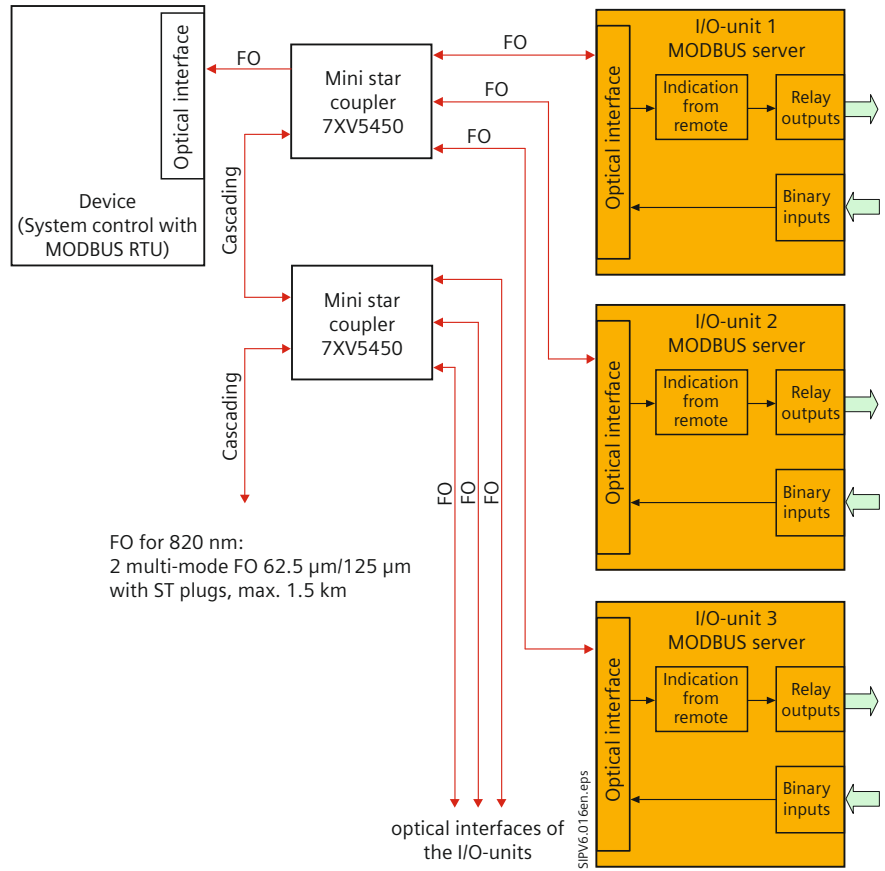 Device
(System control with
MODBUS RTU)
Optical interface
FO
Mini star
coupler
7XV5450
FO
FO
FO
Cascading
Mini star
coupler
7XV5450
Cascading
FO
FO
FO
FO for 820 nm:
2 multi-mode FO 62.5 µm/125 µm
with ST plugs, max. 1.5 km
optical interfaces of
the I/O-units
I/O-unit 1
MODBUS server
Optical interface
Indication
from
remote
Relay
outputs
Binary
inputs
I/O-unit 2
MODBUS server
Optical interface
Indication
from
remote
Relay
outputs
Binary
inputs
I/O-unit 3
MODBUS server
Optical interface
Indication
from
remote
Relay
outputs
Binary
inputs
SIPV6.016en.eps